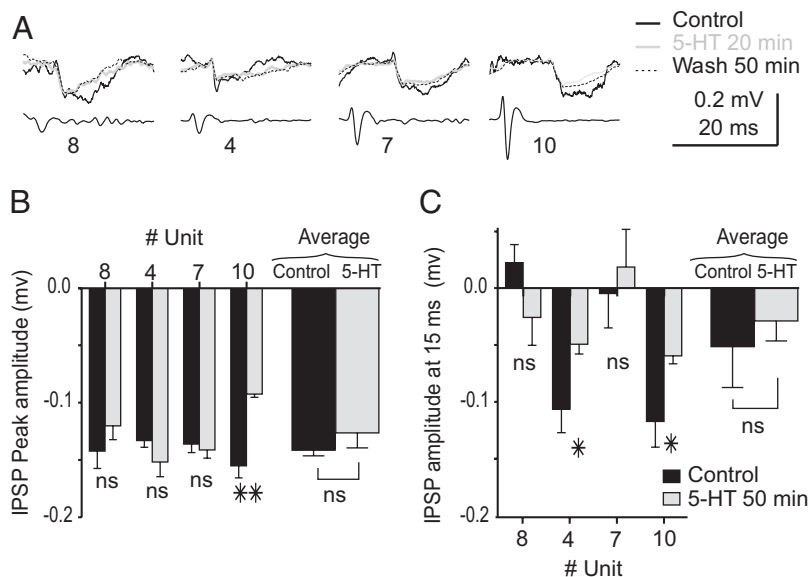 A
Control
5-HT 20 min
Wash 50 min
0.2 mV
20 ms
8 4 7 10
B
# Unit
Average
8 4 7 10
Control 5-HT
IPSP Peak amplitude (mv)
0.0
-0.1
-0.2
ns ns ns ** ns
C
Average
Control 5-HT
IPSP amplitude at 15 ms (mv)
0.0
-0.1
-0.2
ns * ns * ns
Control
5-HT 50 min
8 4 7 10
# Unit